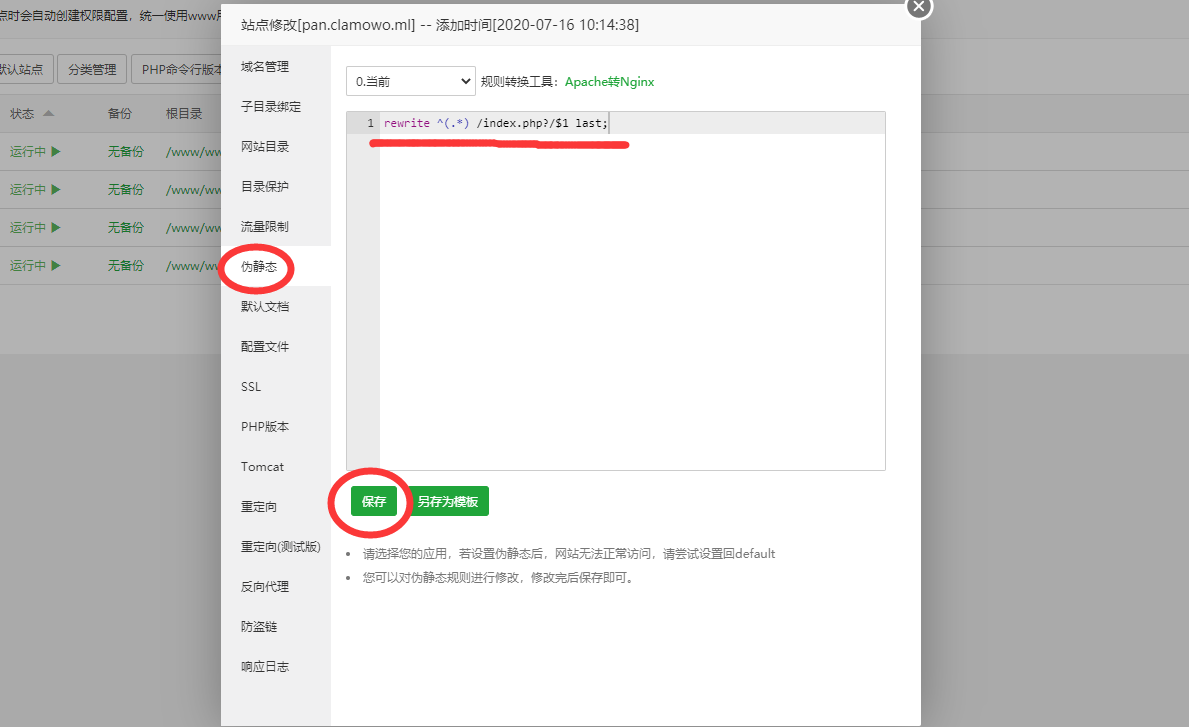 点时会自动创建权限配置，统一使用www用
站点修改[pan.clamowo.ml] -- 添加时间[2020-07-16 10:14:38]
默认站点 分类管理 PHP命令行版本
状态 备份 根目录
运行中 无备份 /www/ww
运行中 无备份 /www/ww
运行中 无备份 /www/ww
运行中 无备份 /www/ww
域名管理
子目录绑定
网站目录
目录保护
流量限制
伪静态
默认文档
配置文件
SSL
PHP版本
Tomcat
重定向
重定向(测试版)
反向代理
防盗链
响应日志
0.当前 规则转换工具：Apache转Nginx
1 rewrite ^(.*) /index.php?/$1 last;
保存 另存为模板
请选择您的应用，若设置伪静态后，网站无法正常访问，请尝试设置回default
您可以对伪静态规则进行修改，修改完后保存即可。